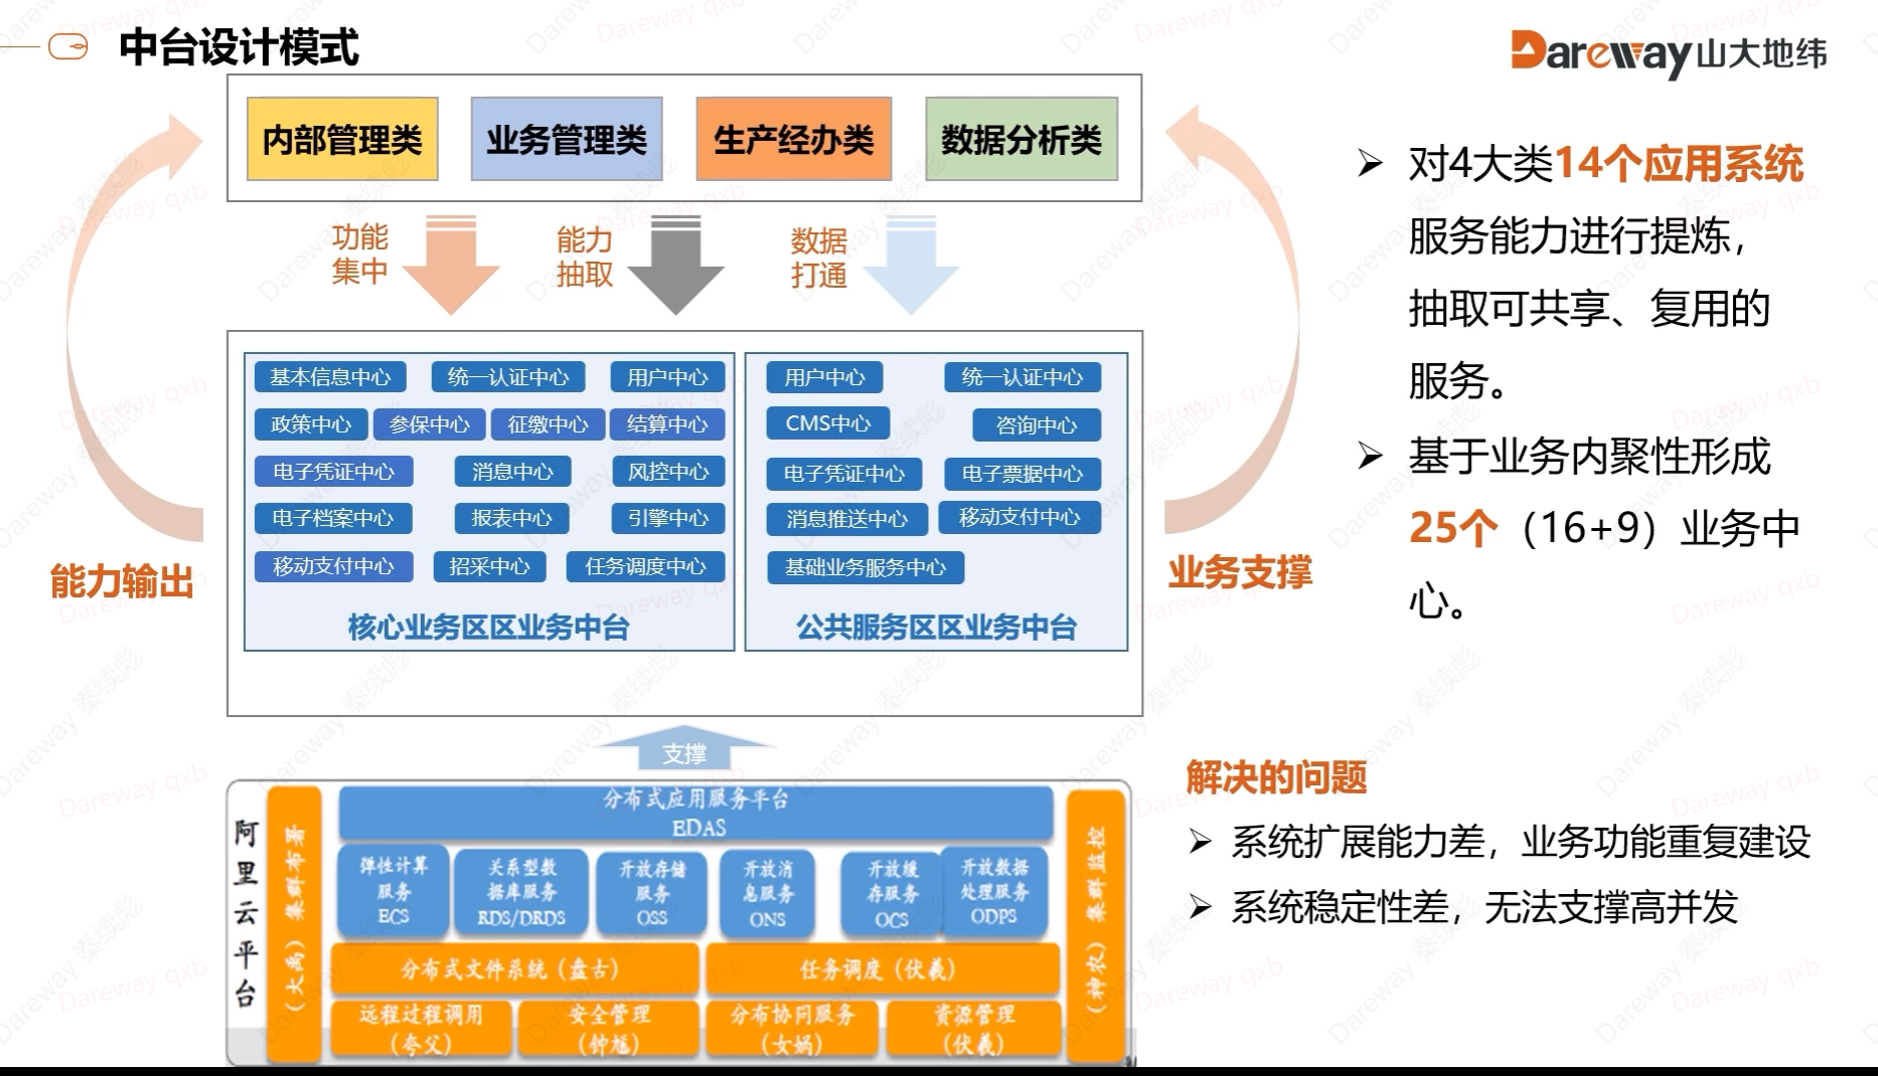 中台设计模式
Dareway山大地纬
内部管理类
业务管理类
生产经办类
数据分析类
功能
集中
能力
抽取
数据
打通
基本信息中心
统一认证中心
用户中心
政策中心
参保中心
征缴中心
结算中心
电子凭证中心
消息中心
风控中心
电子档案中心
报表中心
引擎中心
移动支付中心
招采中心
任务调度中心
核心业务区区业务中台
用户中心
统一认证中心
CMS中心
咨询中心
电子凭证中心
电子票据中心
消息推送中心
移动支付中心
基础业务服务中心
公共服务区区业务中台
能力输出
业务支撑
支撑
阿里云平台
(大禹) 集群布署
分布式应用服务平台
EDAS
弹性计算
服务
ECS
关系型数
据库服务
RDS/DRDS
开放存储
服务
OSS
开放消
息服务
ONS
开放缓
存服务
OCS
开放数据
处理服务
ODPS
分布式文件系统（盘古）
任务调度（伏羲）
远程过程调用
（夸父）
安全管理
（钟馗）
分布协同服务
（女娲）
资源管理
（伏羲）
(神农) 集群监控
➢ 对4大类14个应用系统
服务能力进行提炼，
抽取可共享、复用的
服务。
➢ 基于业务内聚性形成
25个（16+9）业务中
心。
解决的问题
➢ 系统扩展能力差，业务功能重复建设
➢ 系统稳定性差，无法支撑高并发
Dareway 秦续彪
Dareway qxb